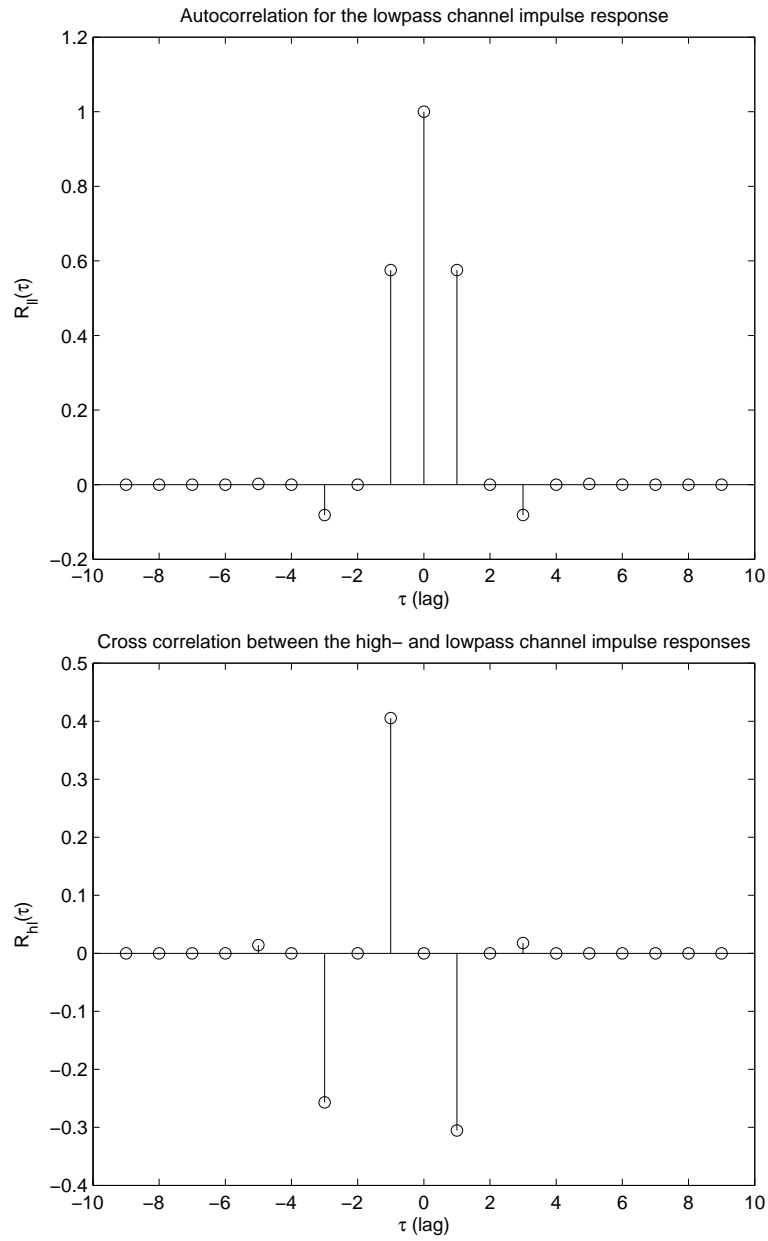 Autocorrelation for the lowpass channel impulse response
1.2
1
0.8
0.6
0.4
0.2
0
−0.2
R_ll(τ)
−10 −8 −6 −4 −2 0 2 4 6 8 10
τ (lag)
Cross correlation between the high− and lowpass channel impulse responses
0.5
0.4
0.3
0.2
0.1
0
−0.1
−0.2
−0.3
−0.4
R_hl(τ)
−10 −8 −6 −4 −2 0 2 4 6 8 10
τ (lag)